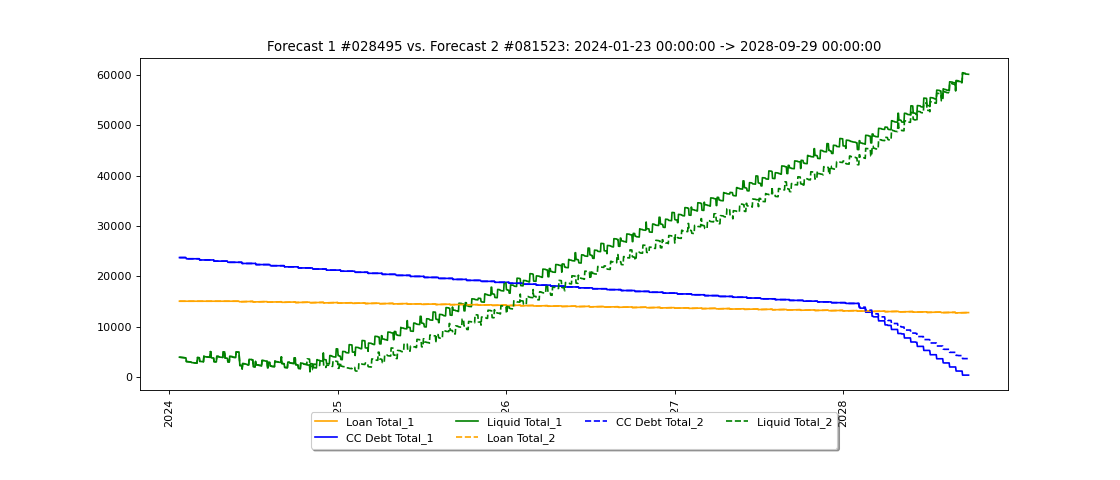 Forecast 1 #028495 vs. Forecast 2 #081523: 2024-01-23 00:00:00 -> 2028-09-29 00:00:00
60000
50000
40000
30000
20000
10000
0
2024
25
26
27
2028
Loan Total_1
Liquid Total_1
CC Debt Total_2
Liquid Total_2
CC Debt Total_1
Loan Total_2